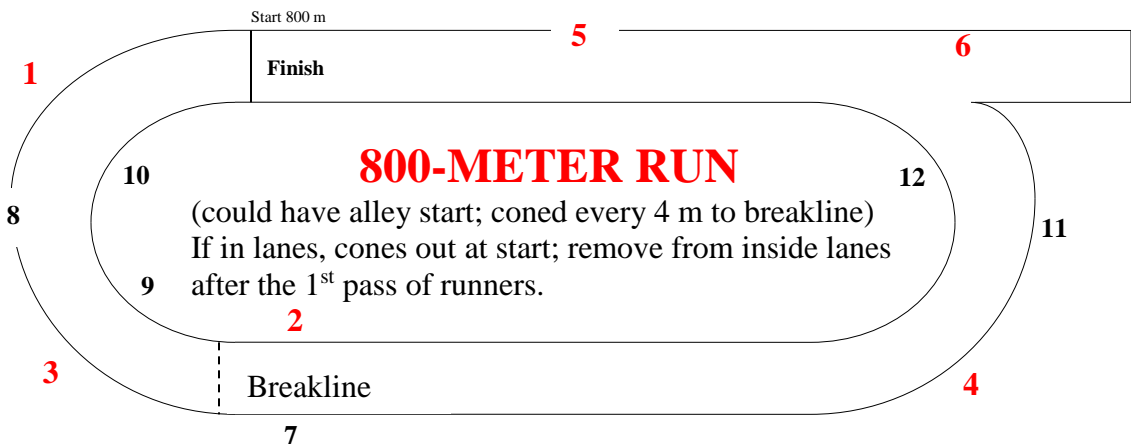 Start 800 m
5
6
1
Finish
800-METER RUN
10
12
(could have alley start; coned every 4 m to breakline)
8
11
If in lanes, cones out at start; remove from inside lanes
9
after the 1st pass of runners.
2
3
4
Breakline
7